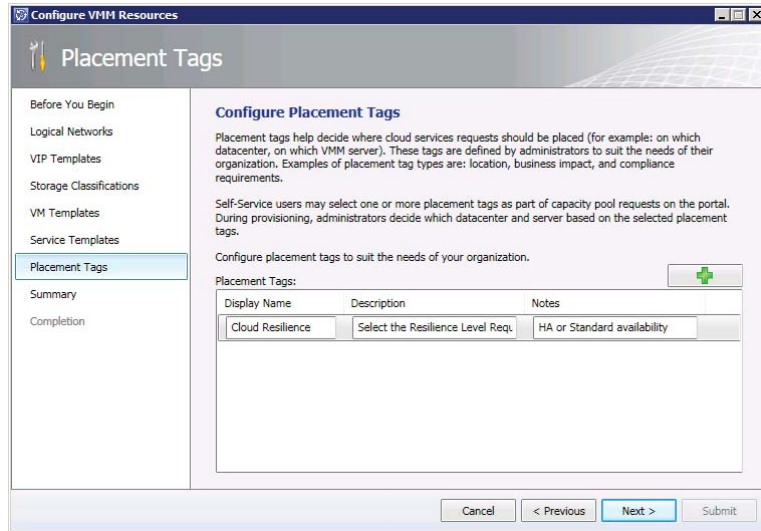 Configure VMM Resources
Placement Tags
Before You Begin
Logical Networks
VIP Templates
Storage Classifications
VM Templates
Service Templates
Placement Tags
Summary
Completion
Configure Placement Tags
Placement tags help decide where cloud services requests should be placed (for example: on which
datacenter, on which VMM server). These tags are defined by administrators to suit the needs of their
organization. Examples of placement tag types are: location, business impact, and compliance
requirements.
Self-Service users may select one or more placement tags as part of capacity pool requests on the portal.
During provisioning, administrators decide which datacenter and server based on the selected placement
tags.
Configure placement tags to suit the needs of your organization.
Placement Tags:
Display Name Description Notes
Cloud Resilience Select the Resilience Level Requ HA or Standard availability
Cancel < Previous Next > Submit